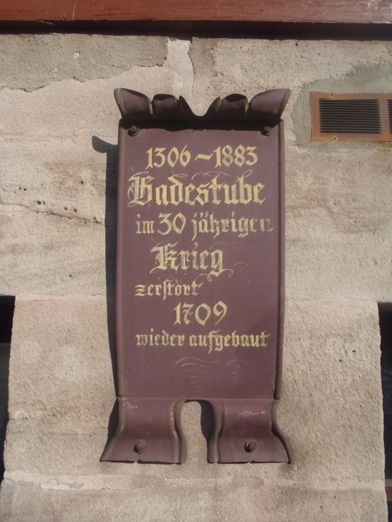 1306~1883
Badestube
im 30 jährigen
Krieg
zerstört
1709
wieder aufgebaut